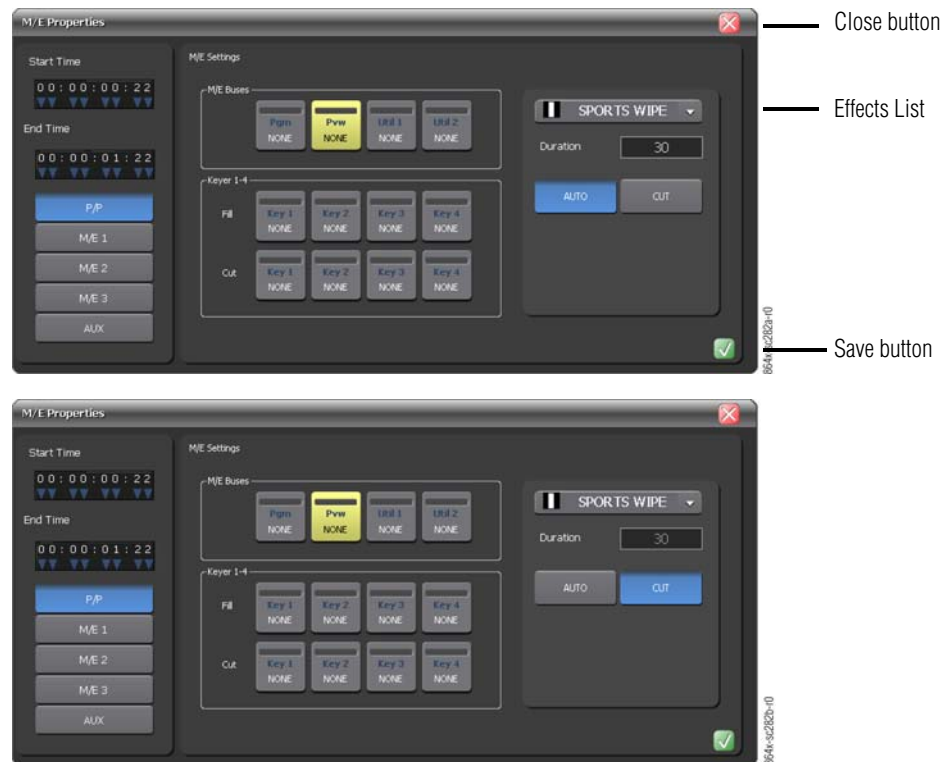 M/E Properties
Close button
Start Time
M/E Settings
00:00:00:22
M/E Buses
Pgm Pvw Util 1 Util 2
NONE NONE NONE NONE
SPORTS WIPE
Effects List
End Time
Duration 30
00:00:01:22
Keyer 1-4
AUTO CUT
P/P
Fill Key 1 Key 2 Key 3 Key 4
NONE NONE NONE NONE
M/E 1
M/E 2
Cut Key 1 Key 2 Key 3 Key 4
NONE NONE NONE NONE
M/E 3
AUX
Save button
864x-sc282a-r0
M/E Properties
Start Time
M/E Settings
00:00:00:22
M/E Buses
Pgm Pvw Util 1 Util 2
NONE NONE NONE NONE
SPORTS WIPE
End Time
Duration 30
00:00:01:22
Keyer 1-4
AUTO CUT
P/P
Fill Key 1 Key 2 Key 3 Key 4
NONE NONE NONE NONE
M/E 1
M/E 2
Cut Key 1 Key 2 Key 3 Key 4
NONE NONE NONE NONE
M/E 3
AUX
864x-sc282b-r0